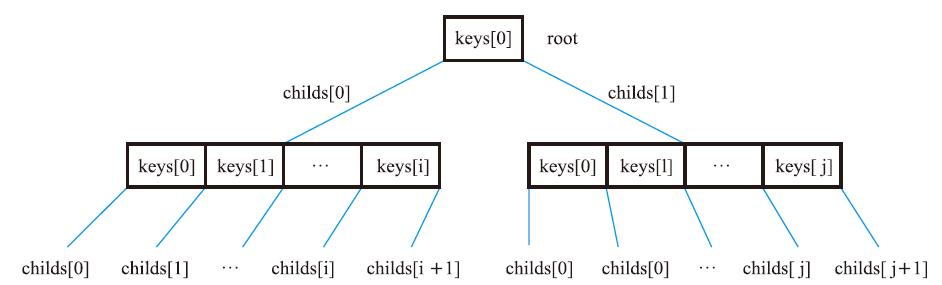 keys[0] root
childs[0] childs[1]
keys[0] keys[1] ... keys[i] keys[0] keys[l] ... keys[ j]
childs[0] childs[1] ... childs[i] childs[i +1] childs[0] childs[0] ... childs[ j] childs[ j+1]